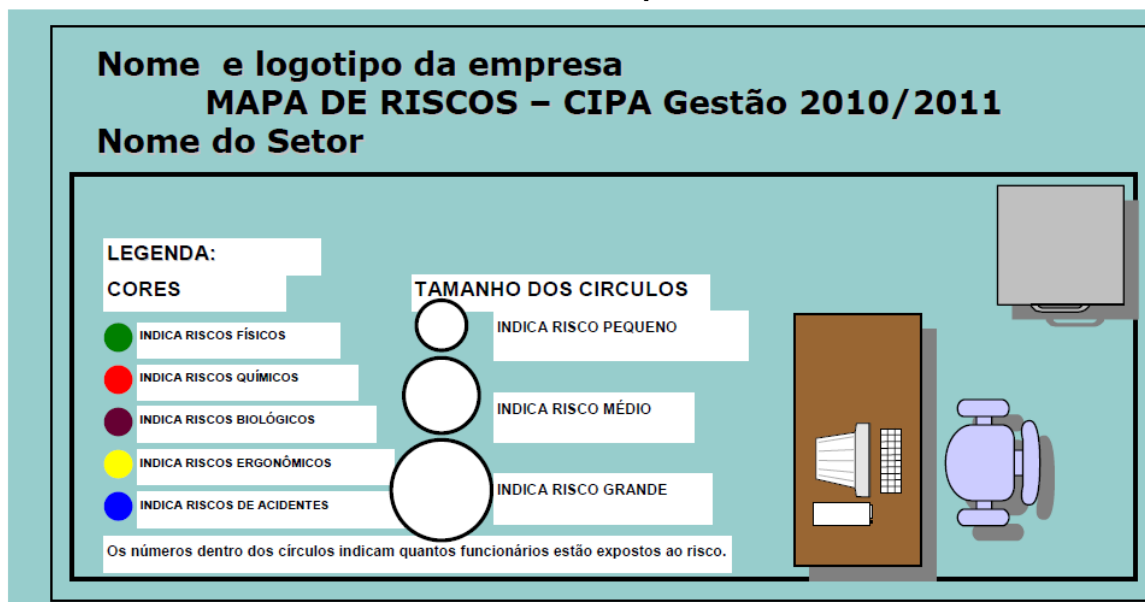 Nome e logotipo da empresa
MAPA DE RISCOS – CIPA Gestão 2010/2011
Nome do Setor
LEGENDA:
CORES
INDICA RISCOS FÍSICOS
INDICA RISCOS QUÍMICOS
INDICA RISCOS BIOLÓGICOS
INDICA RISCOS ERGONÔMICOS
INDICA RISCOS DE ACIDENTES
TAMANHO DOS CIRCULOS
INDICA RISCO PEQUENO
INDICA RISCO MÉDIO
INDICA RISCO GRANDE
Os números dentro dos círculos indicam quantos funcionários estão expostos ao risco.